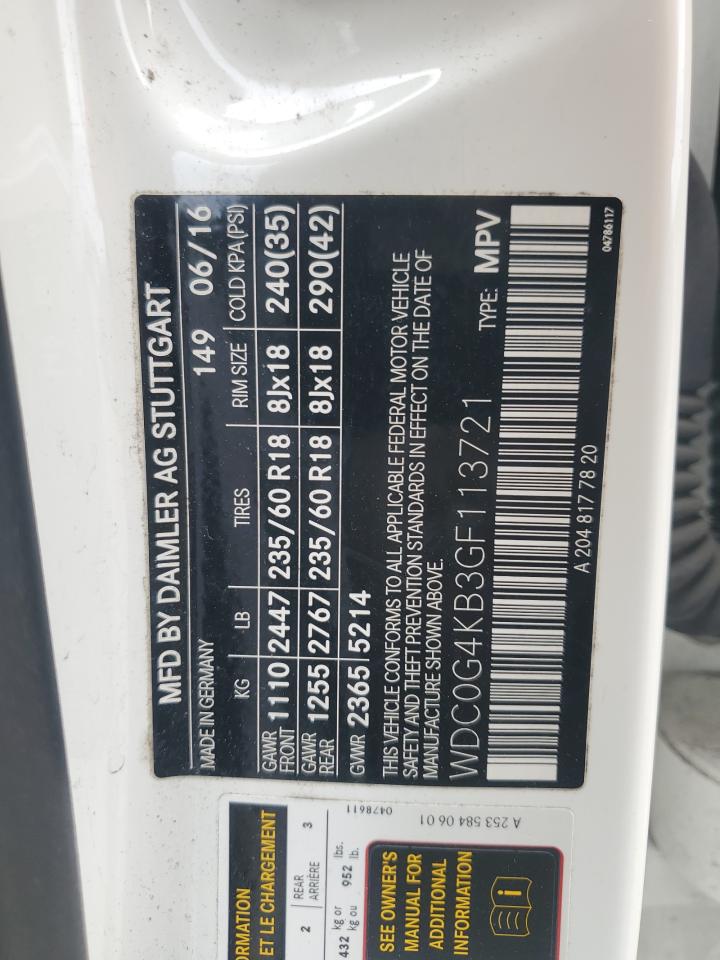 MFD BY DAIMLER AG STUTTGART
MADE IN GERMANY 149 06/16
KG LB TIRES RIM SIZE COLD KPA(PSI)
GAWR FRONT 1110 2447 235/60 R18 8Jx18 240(35)
GAWR REAR 1255 2767 235/60 R18 8Jx18 290(42)
GVWR 2365 5214
THIS VEHICLE CONFORMS TO ALL APPLICABLE FEDERAL MOTOR VEHICLE
SAFETY AND THEFT PREVENTION STANDARDS IN EFFECT ON THE DATE OF
MANUFACTURE SHOWN ABOVE.
WDC0G4KB3GF113721 TYPE: MPV
A 204 817 78 20
04786117
ET LE CHARGEMENT
2 REAR 3
ARRIÈRE
432 kg or 952 lbs.
kg ou lb.
SEE OWNER'S
MANUAL FOR
ADDITIONAL
INFORMATION
0478611
A 253 584 06 01